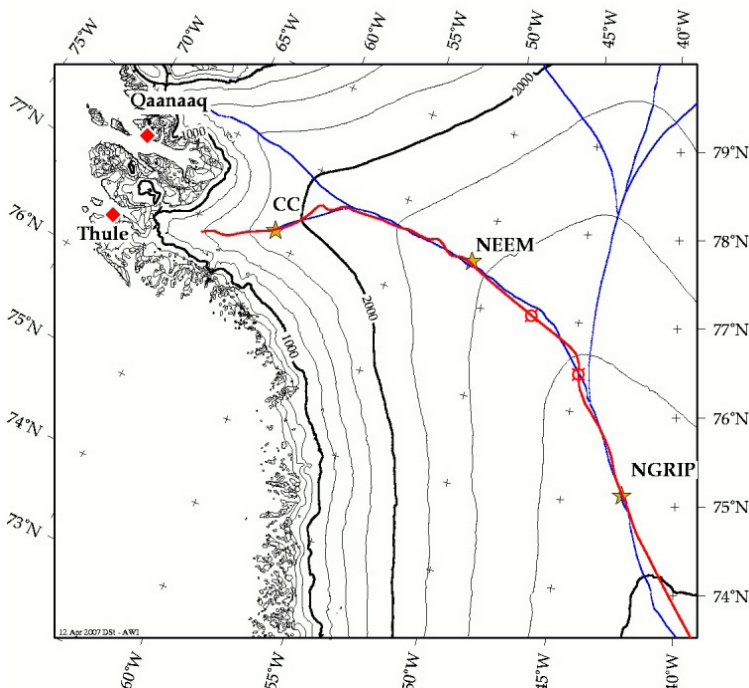 75°W 70°W 65°W 60°W 55°W 50°W 45°W 40°W
77°N
76°N
75°N
74°N
73°N
Qaanaaq
1000
2000
CC
Thule
NEEM
1000
2000
NGRIP
79°N
78°N
77°N
76°N
75°N
74°N
12.Apr 2007 DSt - AWI
60°W 55°W 50°W 45°W 40°W